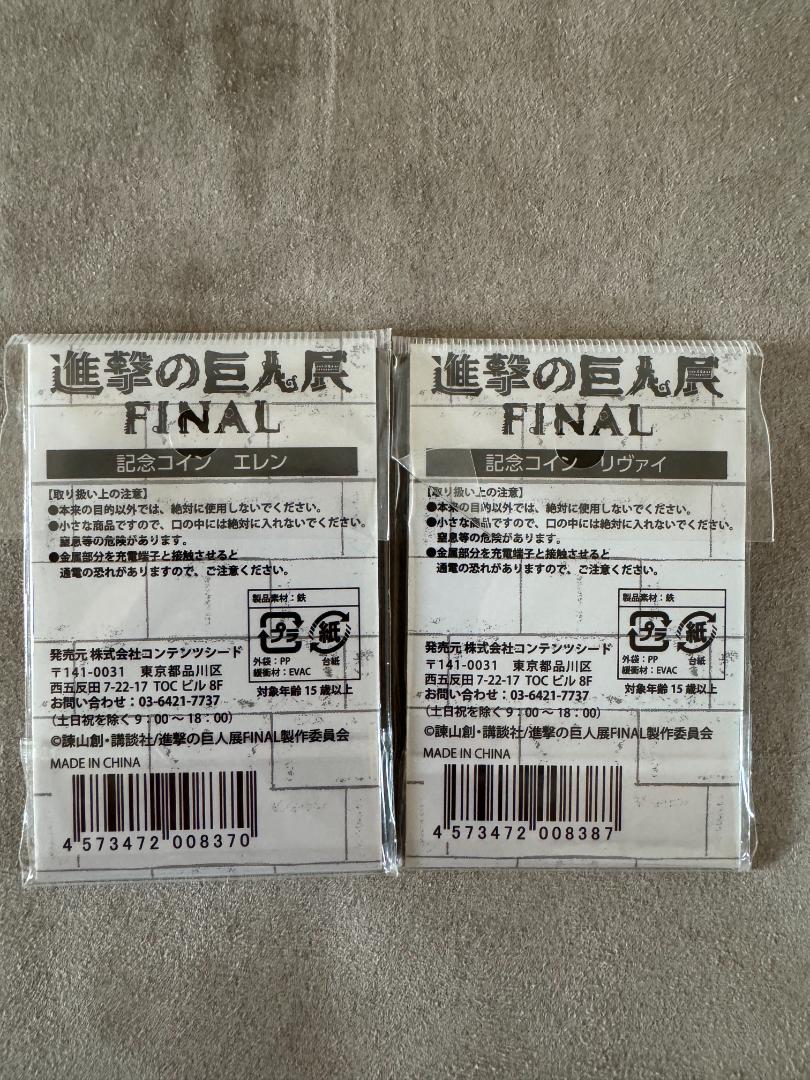 進撃の巨人展
FINAL
記念コイン　エレン
【取り扱い上の注意】
●本来の目的以外では、絶対に使用しないでください。
●小さな商品ですので、口の中には絶対に入れないでください。
窒息等の危険があります。
●金属部分を充電端子と接触させると
通電の恐れがありますので、ご注意ください。
製品素材：鉄
プラ
紙
外袋：PP
台紙
緩衝材：EVAC
対象年齢 15 歳以上
発売元 株式会社コンテンツシード
〒141-0031　東京都品川区
西五反田 7-22-17 TOC ビル 8F
お問い合わせ：03-6421-7737
（土日祝を除く 9：00～18：00）
©諫山創・講談社/進撃の巨人展FINAL製作委員会
MADE IN CHINA
4 573472 008370
進撃の巨人展
FINAL
記念コイン　リヴァイ
【取り扱い上の注意】
●本来の目的以外では、絶対に使用しないでください。
●小さな商品ですので、口の中には絶対に入れないでください。
窒息等の危険があります。
●金属部分を充電端子と接触させると
通電の恐れがありますので、ご注意ください。
製品素材：鉄
プラ
紙
外袋：PP
台紙
緩衝材：EVAC
対象年齢 15 歳以上
発売元 株式会社コンテンツシード
〒141-0031　東京都品川区
西五反田 7-22-17 TOC ビル 8F
お問い合わせ：03-6421-7737
（土日祝を除く 9：00～18：00）
©諫山創・講談社/進撃の巨人展FINAL製作委員会
MADE IN CHINA
4 573472 008387